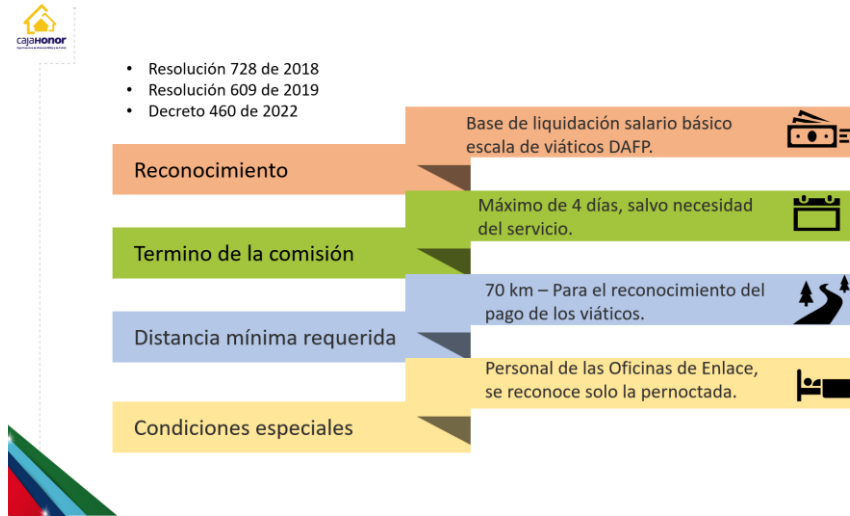 cajaHonor
• Resolución 728 de 2018
• Resolución 609 de 2019
• Decreto 460 de 2022
Reconocimiento
Base de liquidación salario básico
escala de viáticos DAFP.
Termino de la comisión
Máximo de 4 días, salvo necesidad
del servicio.
Distancia mínima requerida
70 km – Para el reconocimiento del
pago de los viáticos.
Condiciones especiales
Personal de las Oficinas de Enlace,
se reconoce solo la pernoctada.